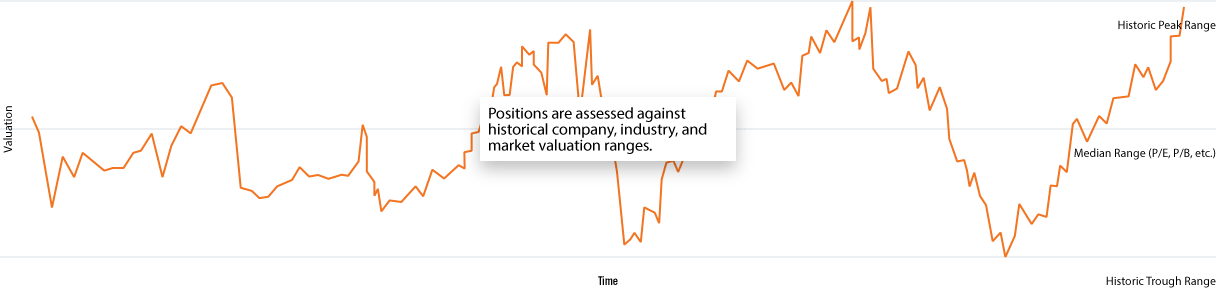 Historic Peak Range
Valuation
Positions are assessed against
historical company, industry, and
market valuation ranges.
Median Range (P/E, P/B, etc.)
Time
Historic Trough Range